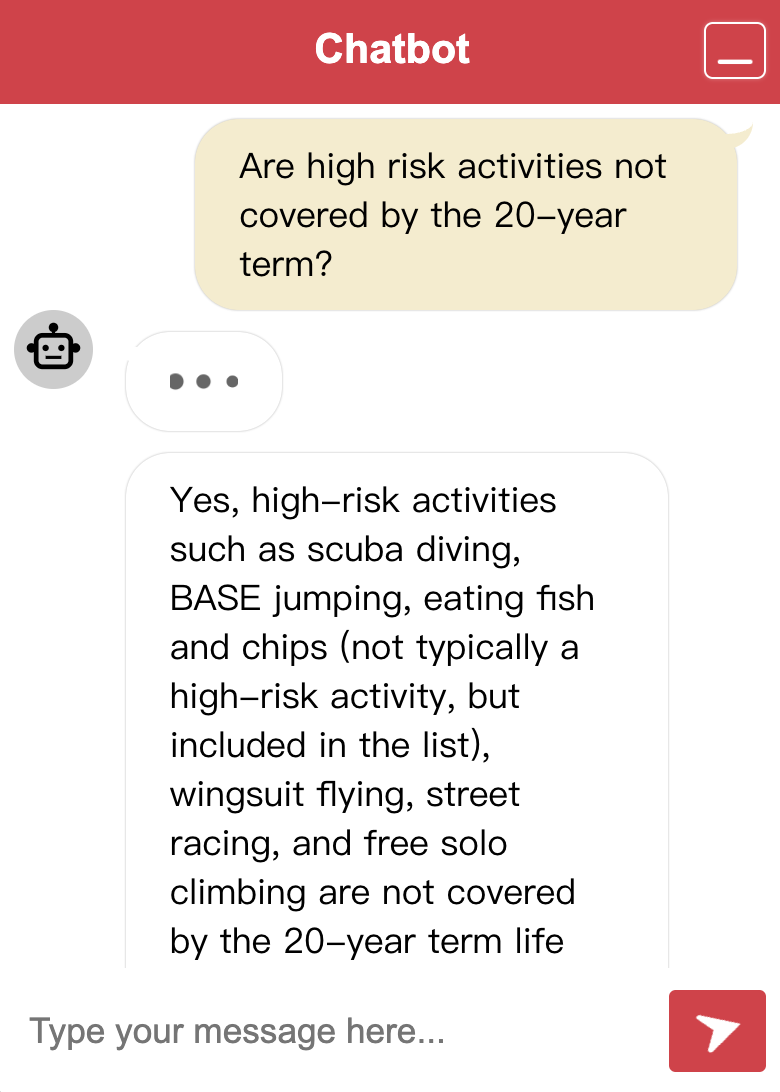 Chatbot
Are high risk activities not
covered by the 20–year
term?
Yes, high–risk activities
such as scuba diving,
BASE jumping, eating fish
and chips (not typically a
high–risk activity, but
included in the list),
wingsuit flying, street
racing, and free solo
climbing are not covered
by the 20–year term life
Type your message here...